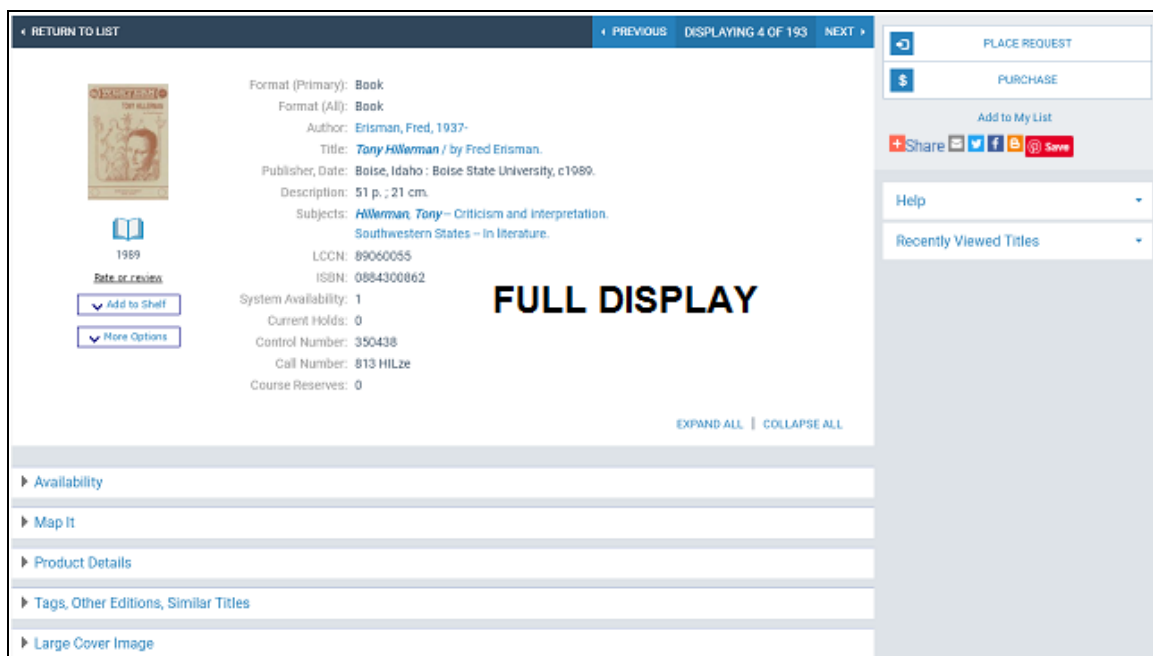 RETURN TO LIST
PREVIOUS DISPLAYING 4 OF 193 NEXT
WESTERN
TONY HILLERMAN
1989
Rate or review
Add to Shelf
More Options
Format (Primary): Book
Format (All): Book
Author: Erisman, Fred, 1937-
Title: Tony Hillerman / by Fred Erisman.
Publisher, Date: Boise, Idaho : Boise State University, c1989.
Description: 51 p. ; 21 cm.
Subjects: Hillerman, Tony -- Criticism and interpretation.
Southwestern States -- In literature.
LCCN: 89060055
ISBN: 0884300862
System Availability: 1
Current Holds: 0
Control Number: 350438
Call Number: 813 HILze
Course Reserves: 0
FULL DISPLAY
EXPAND ALL | COLLAPSE ALL
Availability
Map It
Product Details
Tags, Other Editions, Similar Titles
Large Cover Image
PLACE REQUEST
$ PURCHASE
Add to My List
Share Save
Help
Recently Viewed Titles